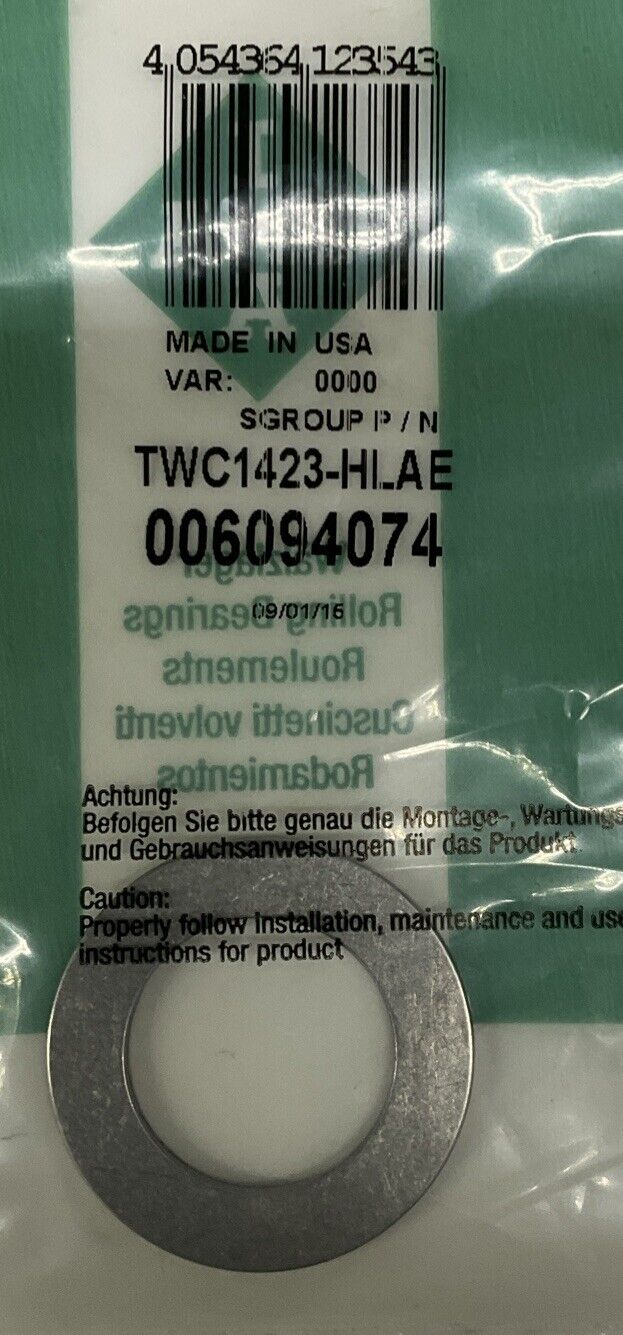 4 054364 123543
INA
MADE IN USA
VAR: 0000
SGROUP P / N
TWC1423-HLAE
006094074
Wälzlager
09/01/16
Rolling Bearings
Roulements
Cuscinetti volventi
Rodamientos
Achtung:
Befolgen Sie bitte genau die Montage-, Wartungs
und Gebrauchsanweisungen für das Produkt.
Caution:
Properly follow installation, maintenance and use
instructions for product